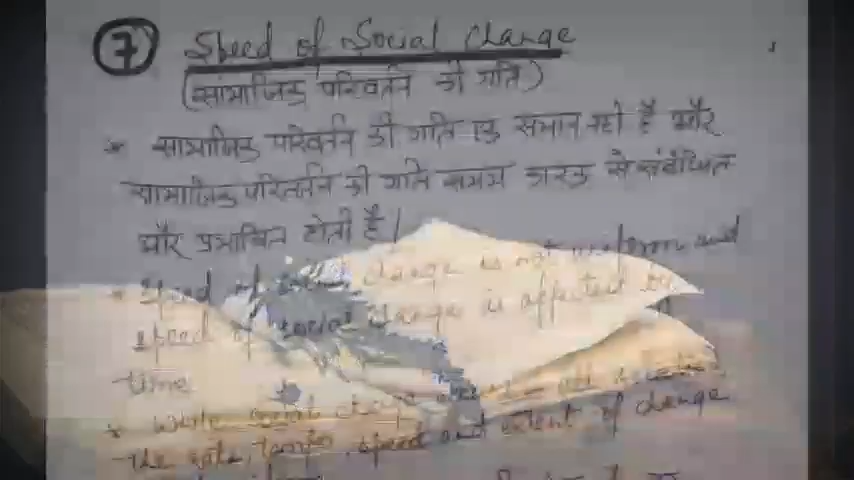 7 Speed of Social Change
(सामाजिक परिवर्तन की गति)
* सामाजिक परिवर्तन की गति एक समान नही है और
सामाजिक परिवर्तन की गति समय कारक से संबंधित
और प्रभावित होती है।
* Speed of social change is not uniform and
speed of social change is affected by
time
* While social change
the rate, tempo, speed and extent of change